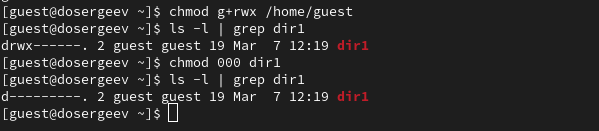 [guest@dosergeev ~]$ chmod g+rwx /home/guest
[guest@dosergeev ~]$ ls -l | grep dir1
drwx------. 2 guest guest 19 Mar  7 12:19 dir1
[guest@dosergeev ~]$ chmod 000 dir1
[guest@dosergeev ~]$ ls -l | grep dir1
d---------. 2 guest guest 19 Mar  7 12:19 dir1
[guest@dosergeev ~]$